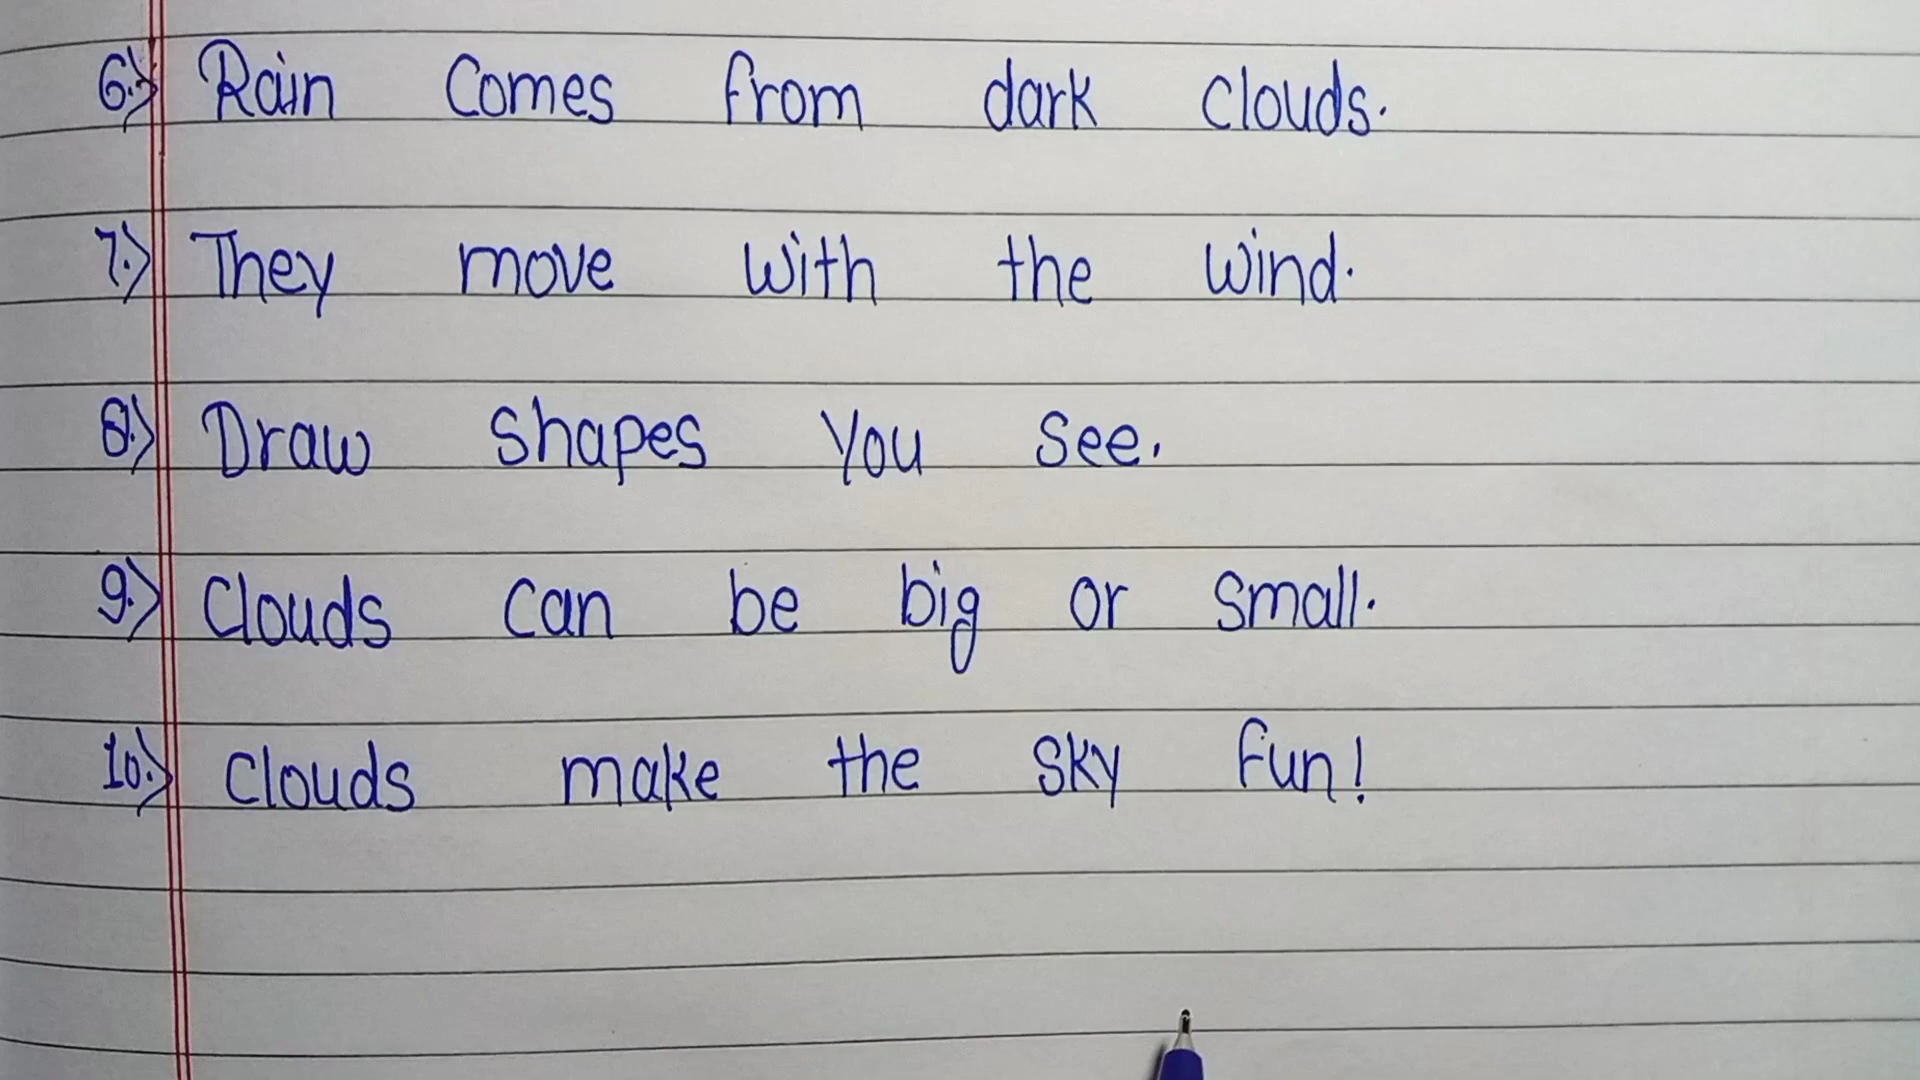 6.) Rain comes from dark clouds.
7.) They move with the wind.
8.) Draw shapes you see.
9.) Clouds can be big or small.
10.) Clouds make the sky fun!